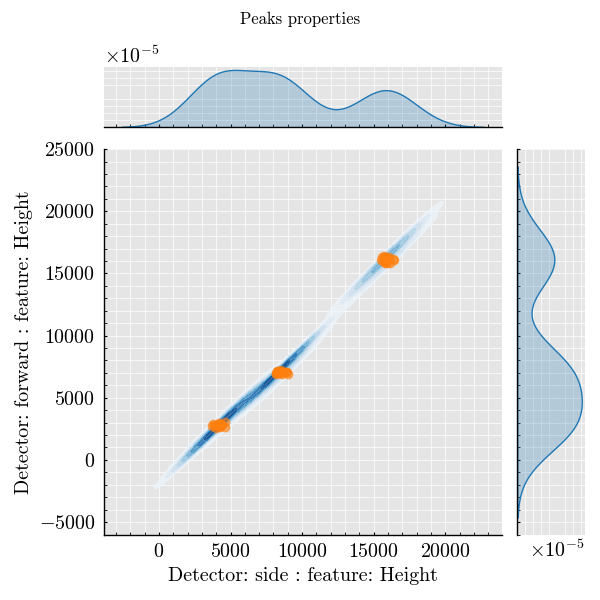 Peaks properties
×10⁻⁵
25000
20000
15000
10000
5000
0
−5000
Detector: forward : feature: Height
0 5000 10000 15000 20000
×10⁻⁵
Detector: side : feature: Height